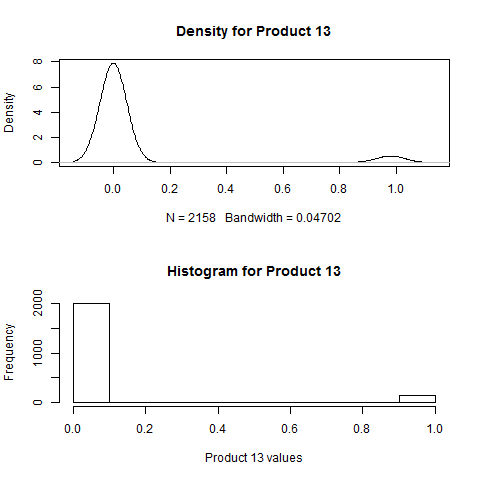 Density for Product 13
Density
0 2 4 6 8
0.0 0.2 0.4 0.6 0.8 1.0
N = 2158 Bandwidth = 0.04702
Histogram for Product 13
Frequency
0 1000 2000
0.0 0.2 0.4 0.6 0.8 1.0
Product 13 values